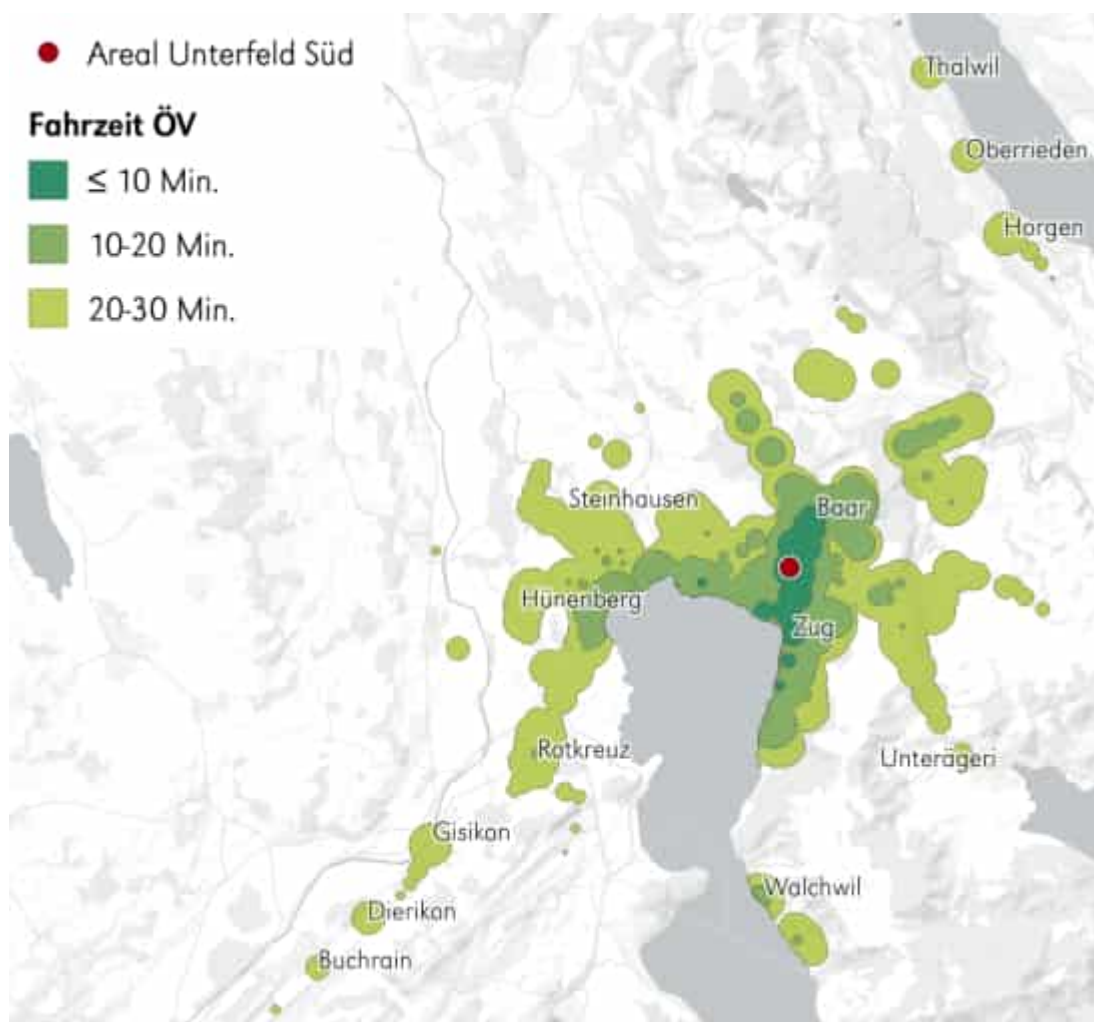 Areal Unterfeld Süd
Fahrzeit ÖV
≤ 10 Min.
10-20 Min.
20-30 Min.
Thalwil
Oberrieden
Horgen
Steinhausen
Baar
Hünenberg
Zug
Rotkreuz
Unterägeri
Gisikon
Walchwil
Dierikon
Buchrain